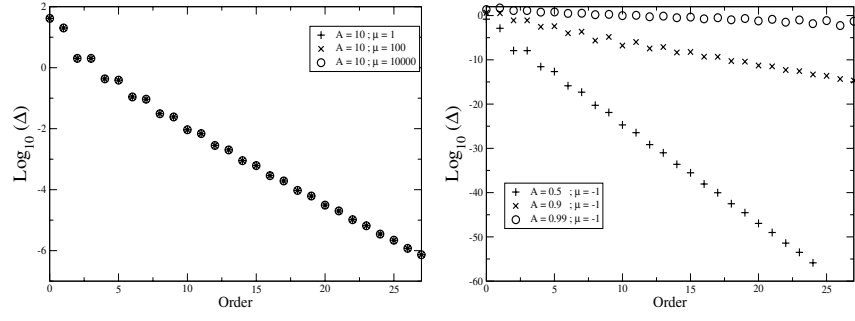 2
0
-2
-4
-6
Log10 (Δ)
0 5 10 15 20 25
Order
A = 10 ; μ = 1
A = 10 ; μ = 100
A = 10 ; μ = 10000
0
-10
-20
-30
-40
-50
-60
Log10 (Δ)
0 5 10 15 20 25
Order
A = 0.5 ; μ = -1
A = 0.9 ; μ = -1
A = 0.99 ; μ = -1